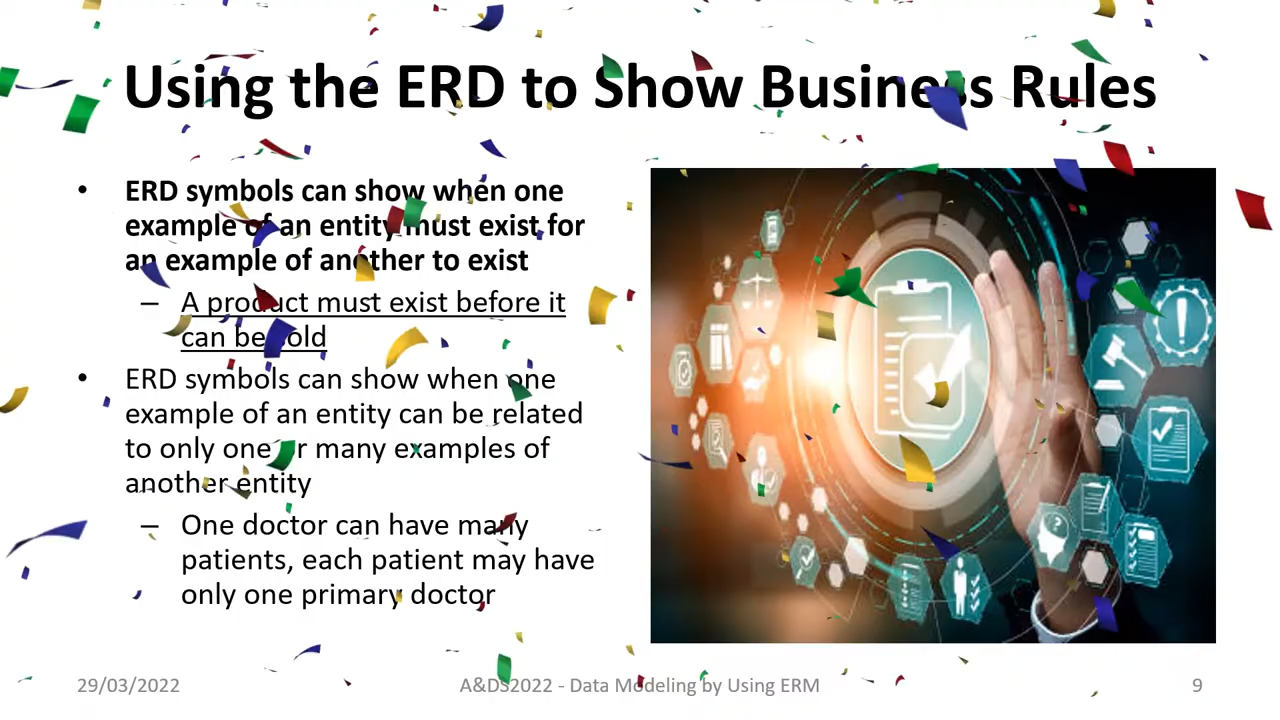 Using the ERD to Show Business Rules
• ERD symbols can show when one
example of an entity must exist for
an example of another to exist
– A product must exist before it
can be sold
• ERD symbols can show when one
example of an entity can be related
to only one or many examples of
another entity
– One doctor can have many
patients, each patient may have
only one primary doctor
29/03/2022
A&DS2022 - Data Modeling by Using ERM
9